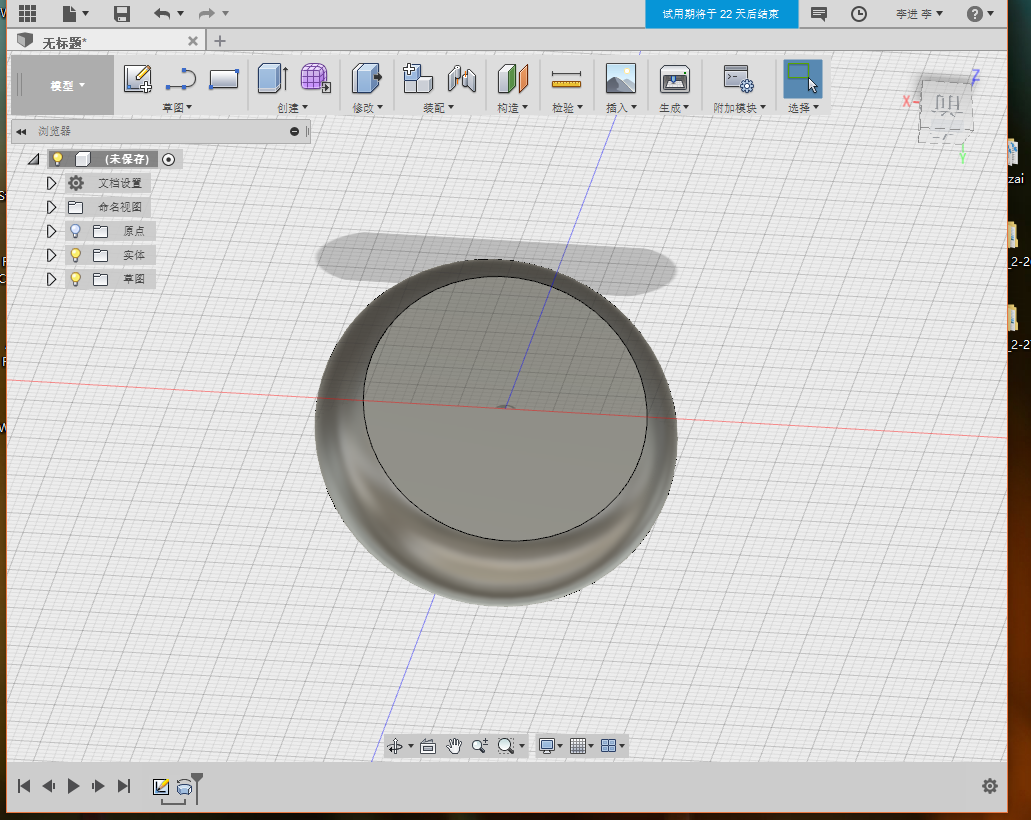 试用期将于 22 天后结束
李进 李
无标题*
模型
草图
创建
修改
装配
构造
检验
插入
生成
附加模块
选择
浏览器
(未保存)
文档设置
命名视图
原点
实体
草图
Z
X
Y
zai
_2-2
_2-2